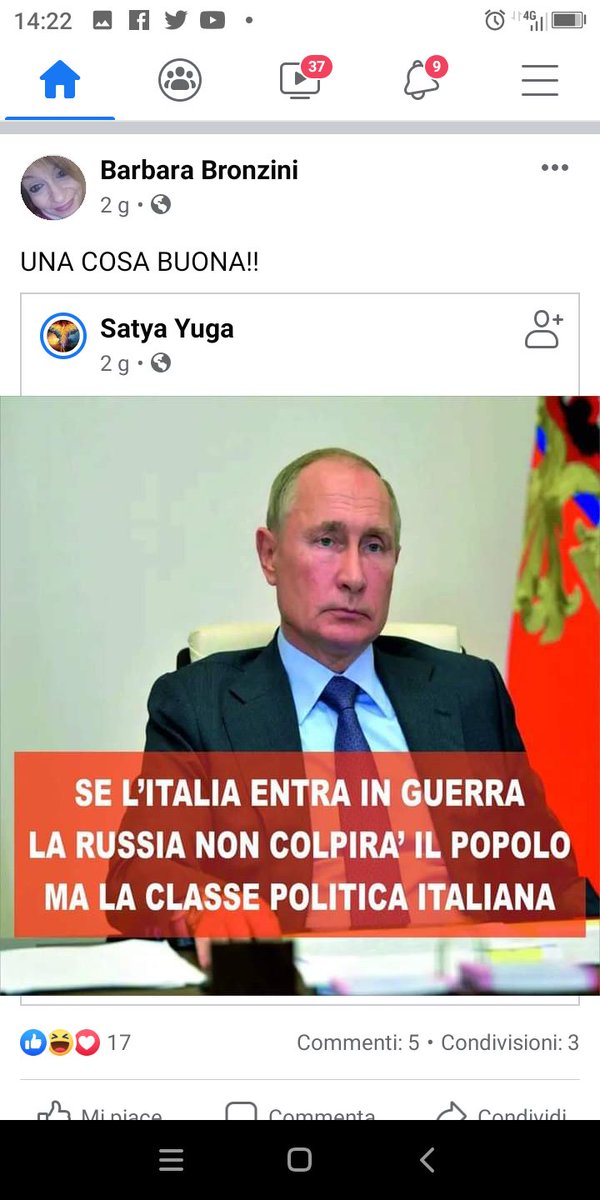 14:22
4G
37
9
Barbara Bronzini
2 g
UNA COSA BUONA!!
Satya Yuga
2 g
SE L'ITALIA ENTRA IN GUERRA
LA RUSSIA NON COLPIRA' IL POPOLO
MA LA CLASSE POLITICA ITALIANA
17
Commenti: 5 • Condivisioni: 3
Mi piace
Commenta
Condividi